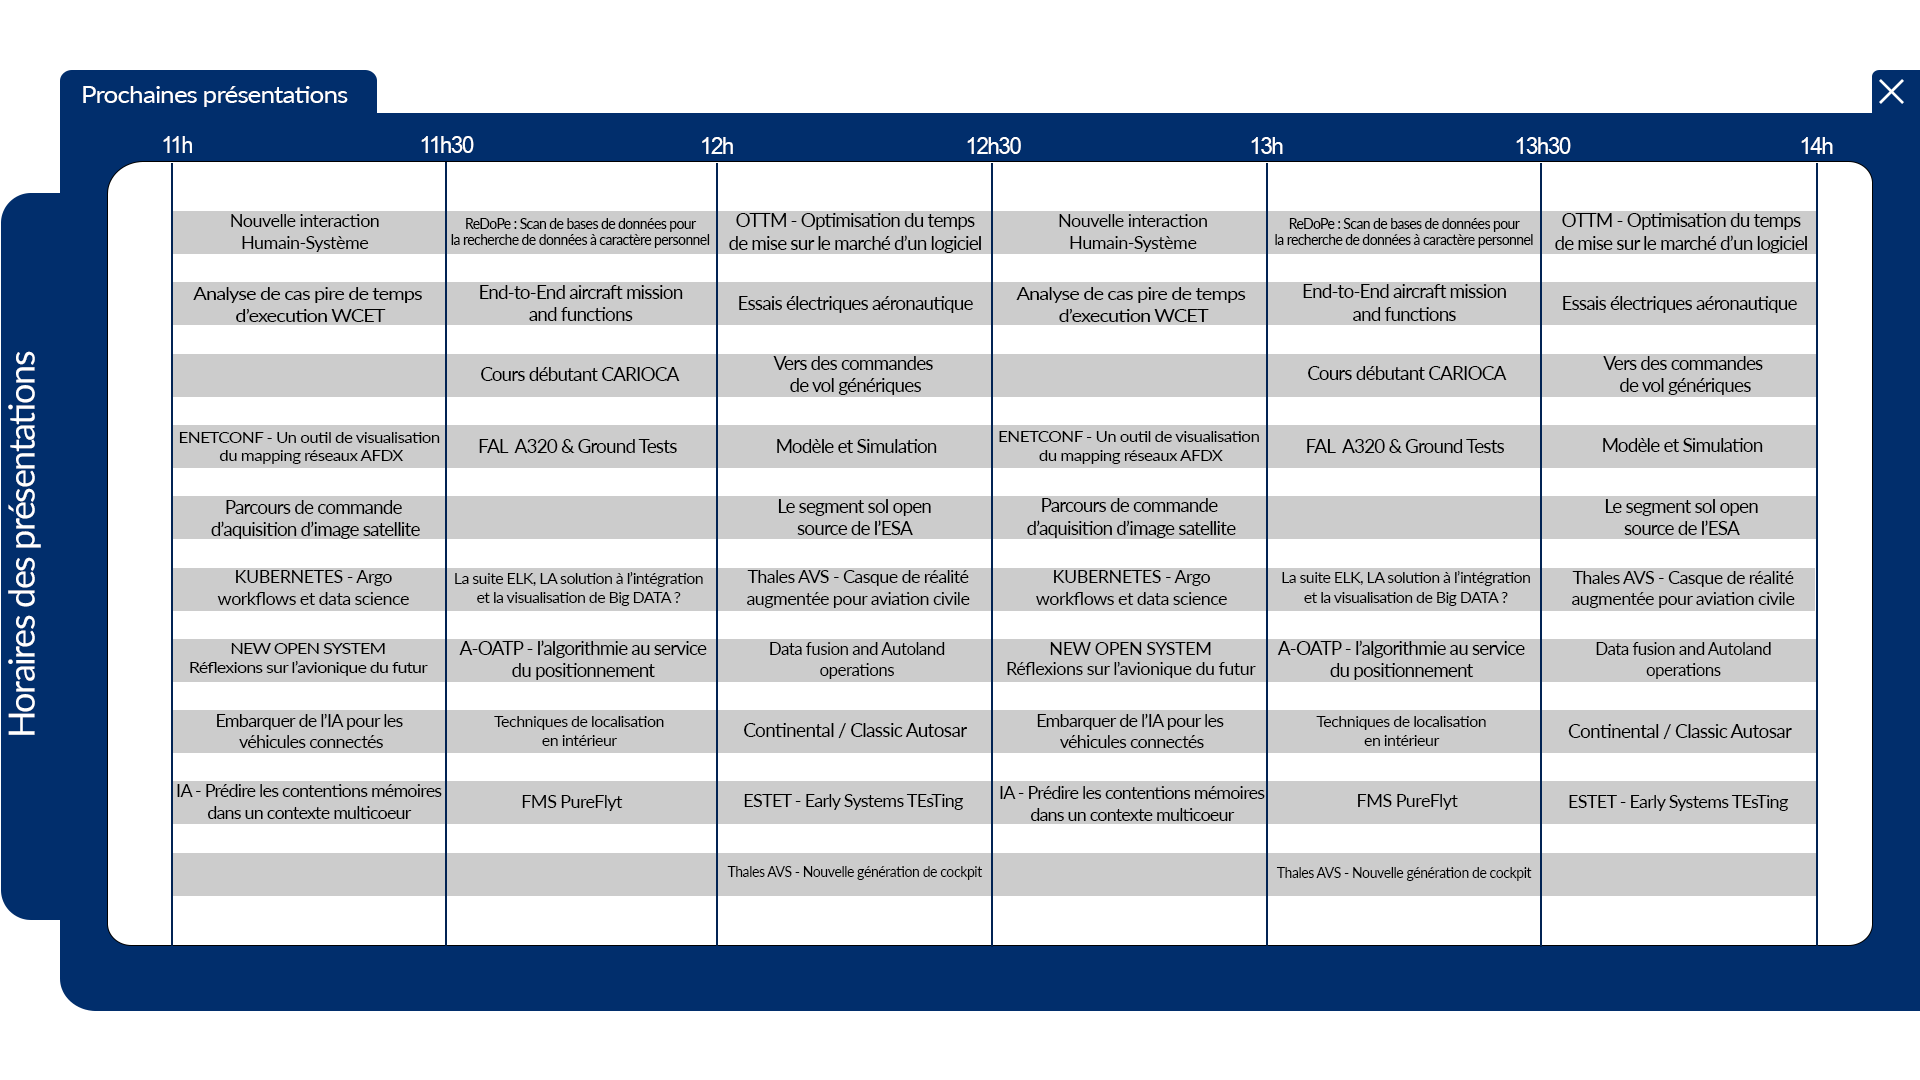 Prochaines présentations
11h 11h30 12h 12h30 13h 13h30 14h
Horaires des présentations
Nouvelle interaction
Humain-Système
ReDoPe : Scan de bases de données pour
la recherche de données à caractère personnel
OTTM - Optimisation du temps
de mise sur le marché d’un logiciel
Nouvelle interaction
Humain-Système
ReDoPe : Scan de bases de données pour
la recherche de données à caractère personnel
OTTM - Optimisation du temps
de mise sur le marché d’un logiciel
Analyse de cas pire de temps
d’execution WCET
End-to-End aircraft mission
and functions
Essais électriques aéronautique
Analyse de cas pire de temps
d’execution WCET
End-to-End aircraft mission
and functions
Essais électriques aéronautique
Cours débutant CARIOCA
Vers des commandes
de vol génériques
Cours débutant CARIOCA
Vers des commandes
de vol génériques
ENETCONF - Un outil de visualisation
du mapping réseaux AFDX
FAL A320 & Ground Tests
Modèle et Simulation
ENETCONF - Un outil de visualisation
du mapping réseaux AFDX
FAL A320 & Ground Tests
Modèle et Simulation
Parcours de commande
d’aquisition d’image satellite
Le segment sol open
source de l’ESA
Parcours de commande
d’aquisition d’image satellite
Le segment sol open
source de l’ESA
KUBERNETES - Argo
workflows et data science
La suite ELK, LA solution à l’intégration
et la visualisation de Big DATA ?
Thales AVS - Casque de réalité
augmentée pour aviation civile
KUBERNETES - Argo
workflows et data science
La suite ELK, LA solution à l’intégration
et la visualisation de Big DATA ?
Thales AVS - Casque de réalité
augmentée pour aviation civile
NEW OPEN SYSTEM
Réflexions sur l’avionique du futur
A-OATP - l’algorithmie au service
du positionnement
Data fusion and Autoland
operations
NEW OPEN SYSTEM
Réflexions sur l’avionique du futur
A-OATP - l’algorithmie au service
du positionnement
Data fusion and Autoland
operations
Embarquer de l’IA pour les
véhicules connectés
Techniques de localisation
en intérieur
Continental / Classic Autosar
Embarquer de l’IA pour les
véhicules connectés
Techniques de localisation
en intérieur
Continental / Classic Autosar
IA - Prédire les contentions mémoires
dans un contexte multicoeur
FMS PureFlyt
ESTET - Early Systems TEsTing
IA - Prédire les contentions mémoires
dans un contexte multicoeur
FMS PureFlyt
ESTET - Early Systems TEsTing
Thales AVS - Nouvelle génération de cockpit
Thales AVS - Nouvelle génération de cockpit